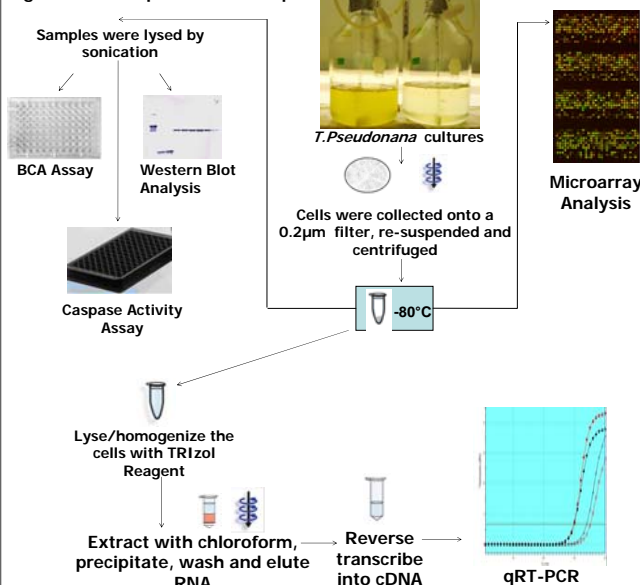 Samples were lysed by
sonication
BCA Assay
Western Blot
Analysis
Caspase Activity
Assay
T.Pseudonana cultures
Cells were collected onto a
0.2µm filter, re-suspended and
centrifuged
-80°C
Microarray
Analysis
Lyse/homogenize the
cells with TRIzol
Reagent
Extract with chloroform,
precipitate, wash and elute
RNA
Reverse
transcribe
into cDNA
qRT-PCR